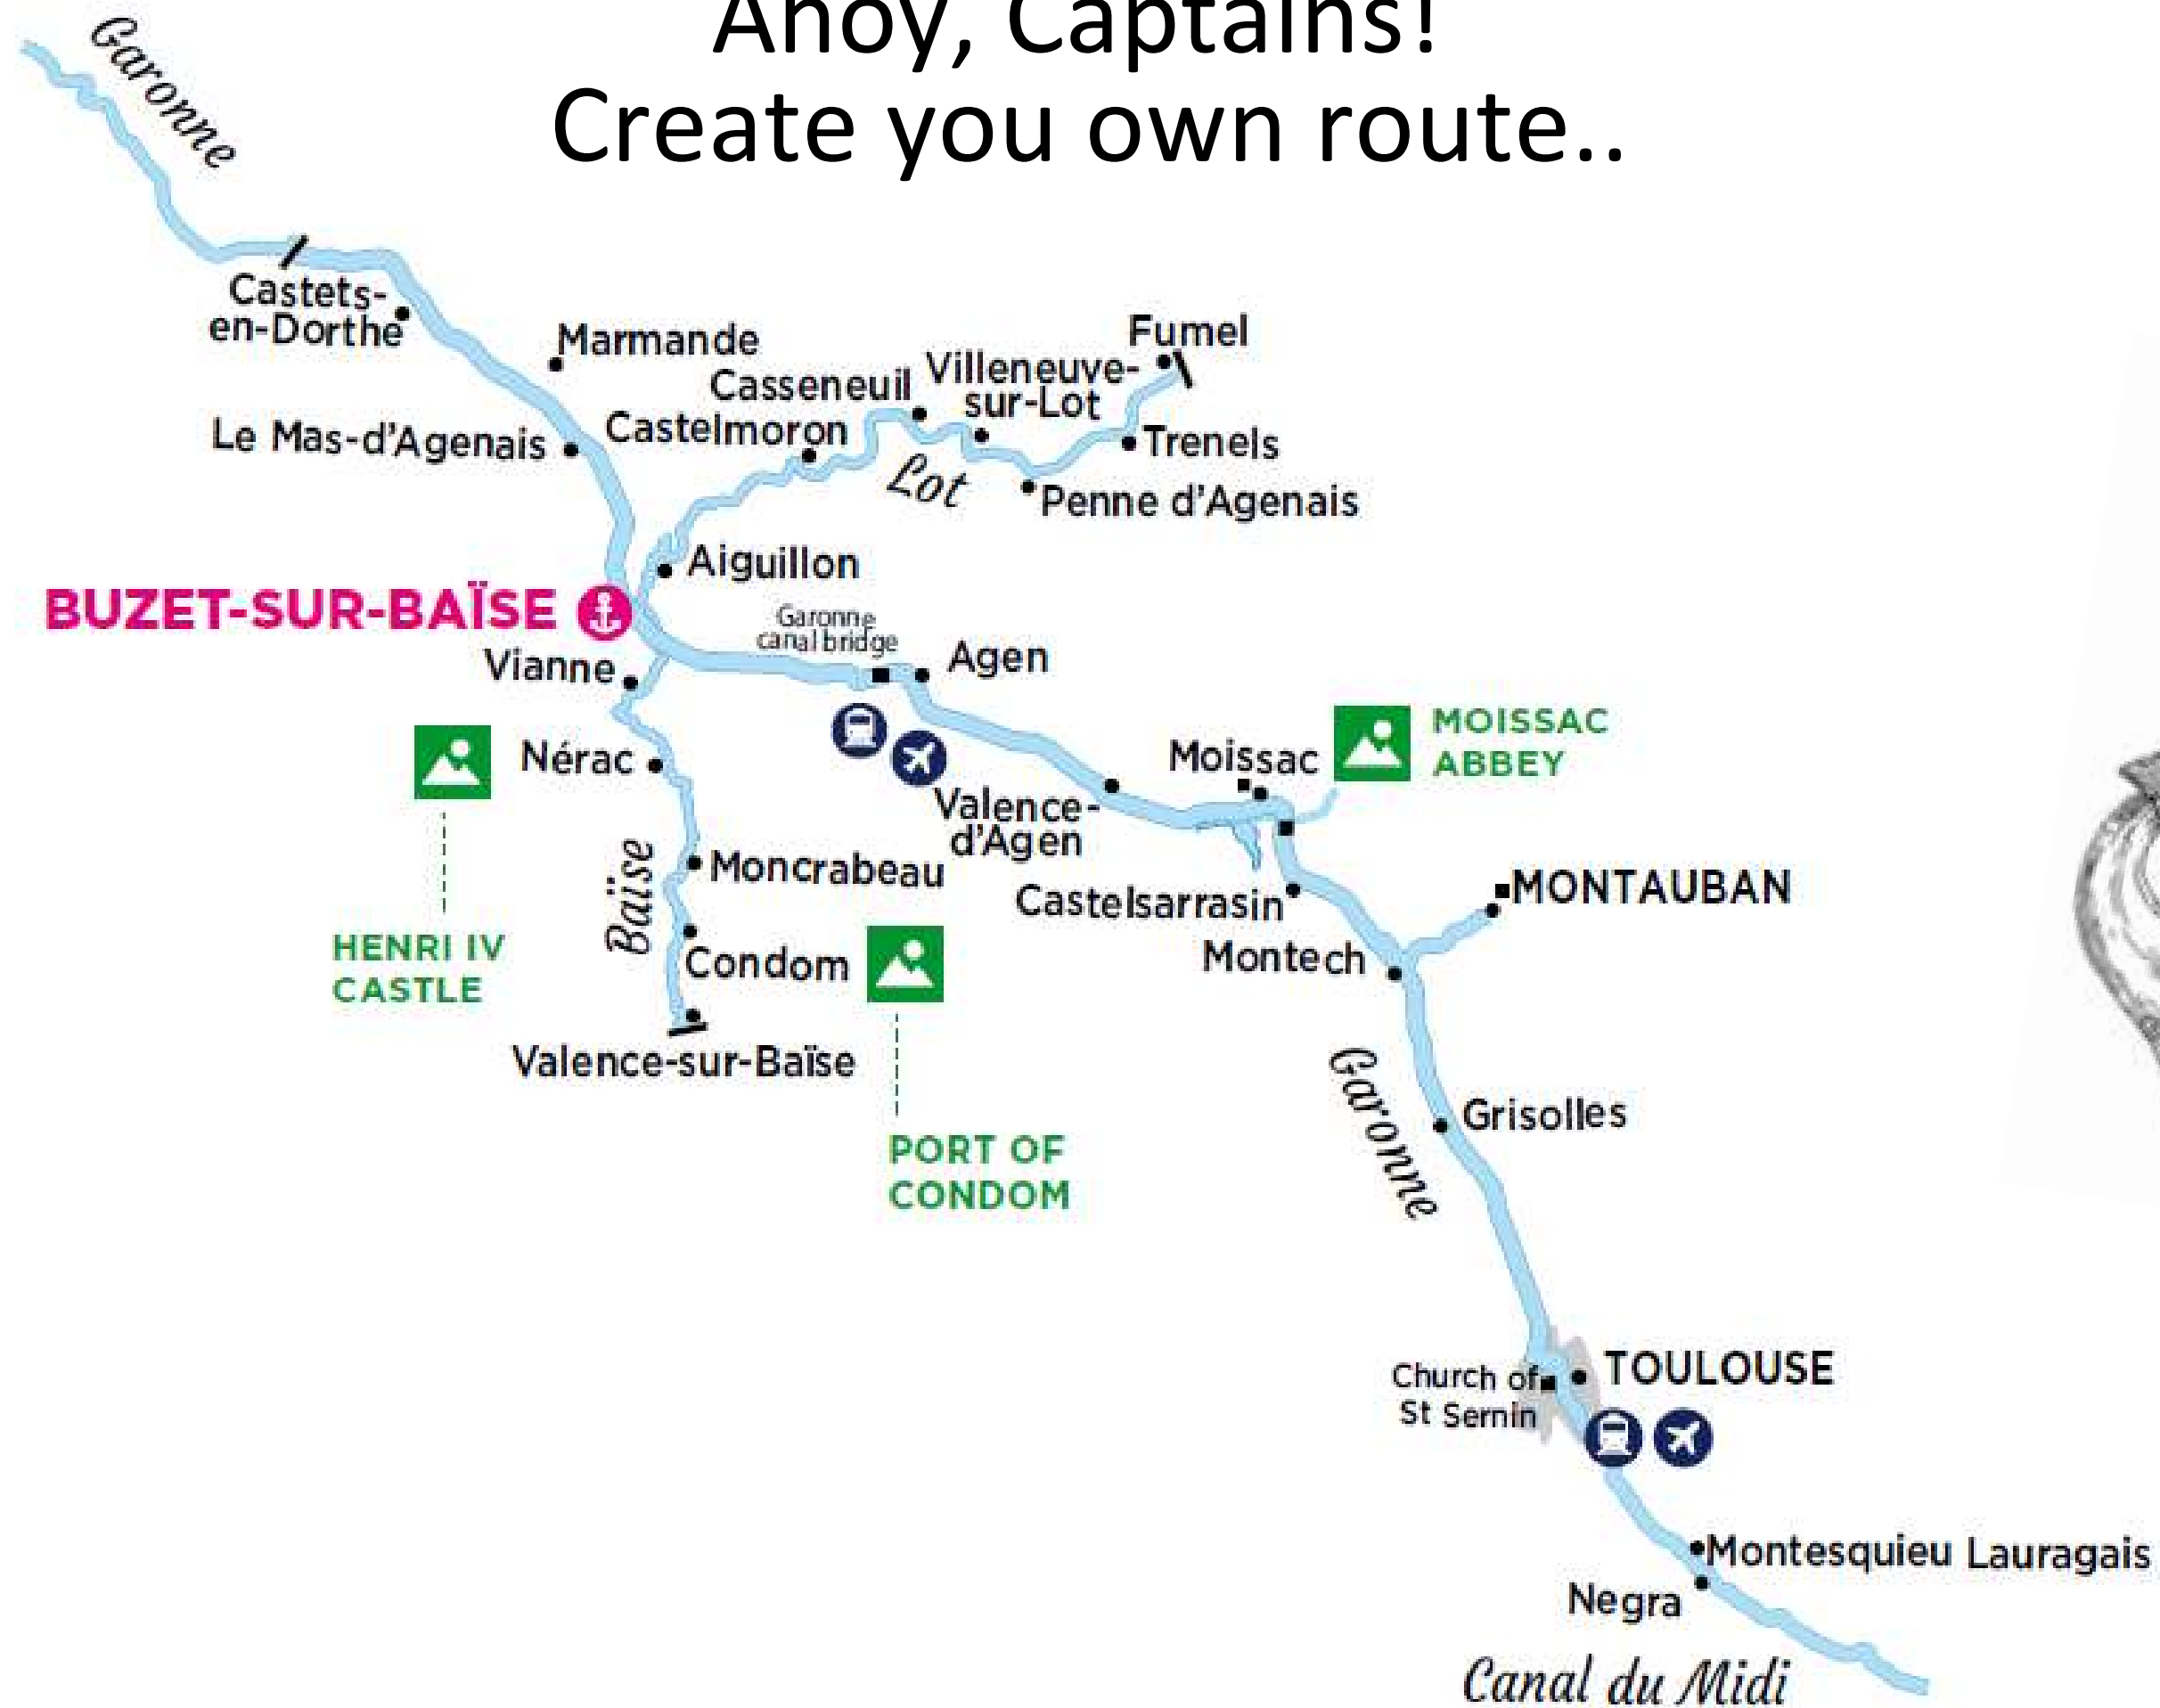 Ahoy, Captains!
Create you own route..
Garonne
Castets-
en-Dorthe
Marmande
Fumel
Villeneuve-
sur-Lot
Casseneuil
Castelmoron
Le Mas-d'Agenais
Trenels
Lot
Penne d'Agenais
Aiguillon
BUZET-SUR-BAÏSE
Garonne
canal bridge
Agen
Vianne
MOISSAC
ABBEY
Moissac
Nérac
Valence-
d'Agen
Moncrabeau
Baïse
MONTAUBAN
Castelsarrasin
HENRI IV
CASTLE
Condom
Montech
Valence-sur-Baïse
Garonne
Grisolles
PORT OF
CONDOM
TOULOUSE
Church of
St Sernin
Montesquieu Lauragais
Negra
Canal du Midi